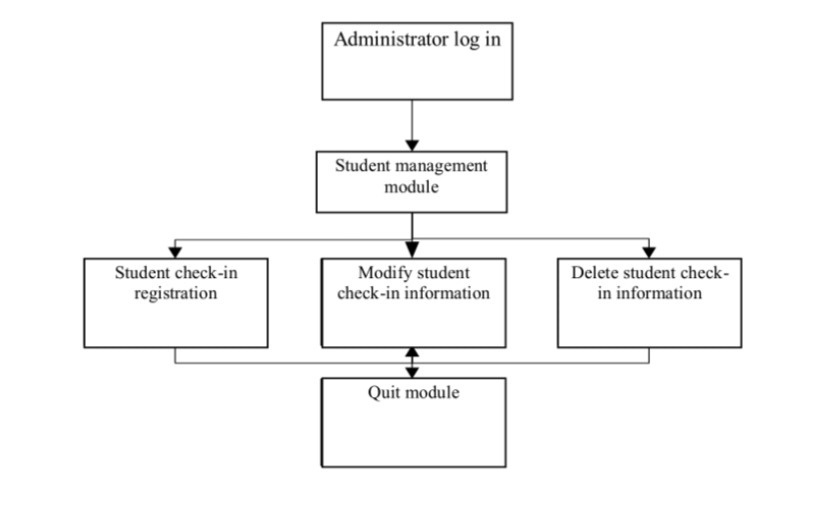 Administrator log in
Student management
module
Student check-in
registration
Modify student
check-in information
Delete student check-
in information
Quit module